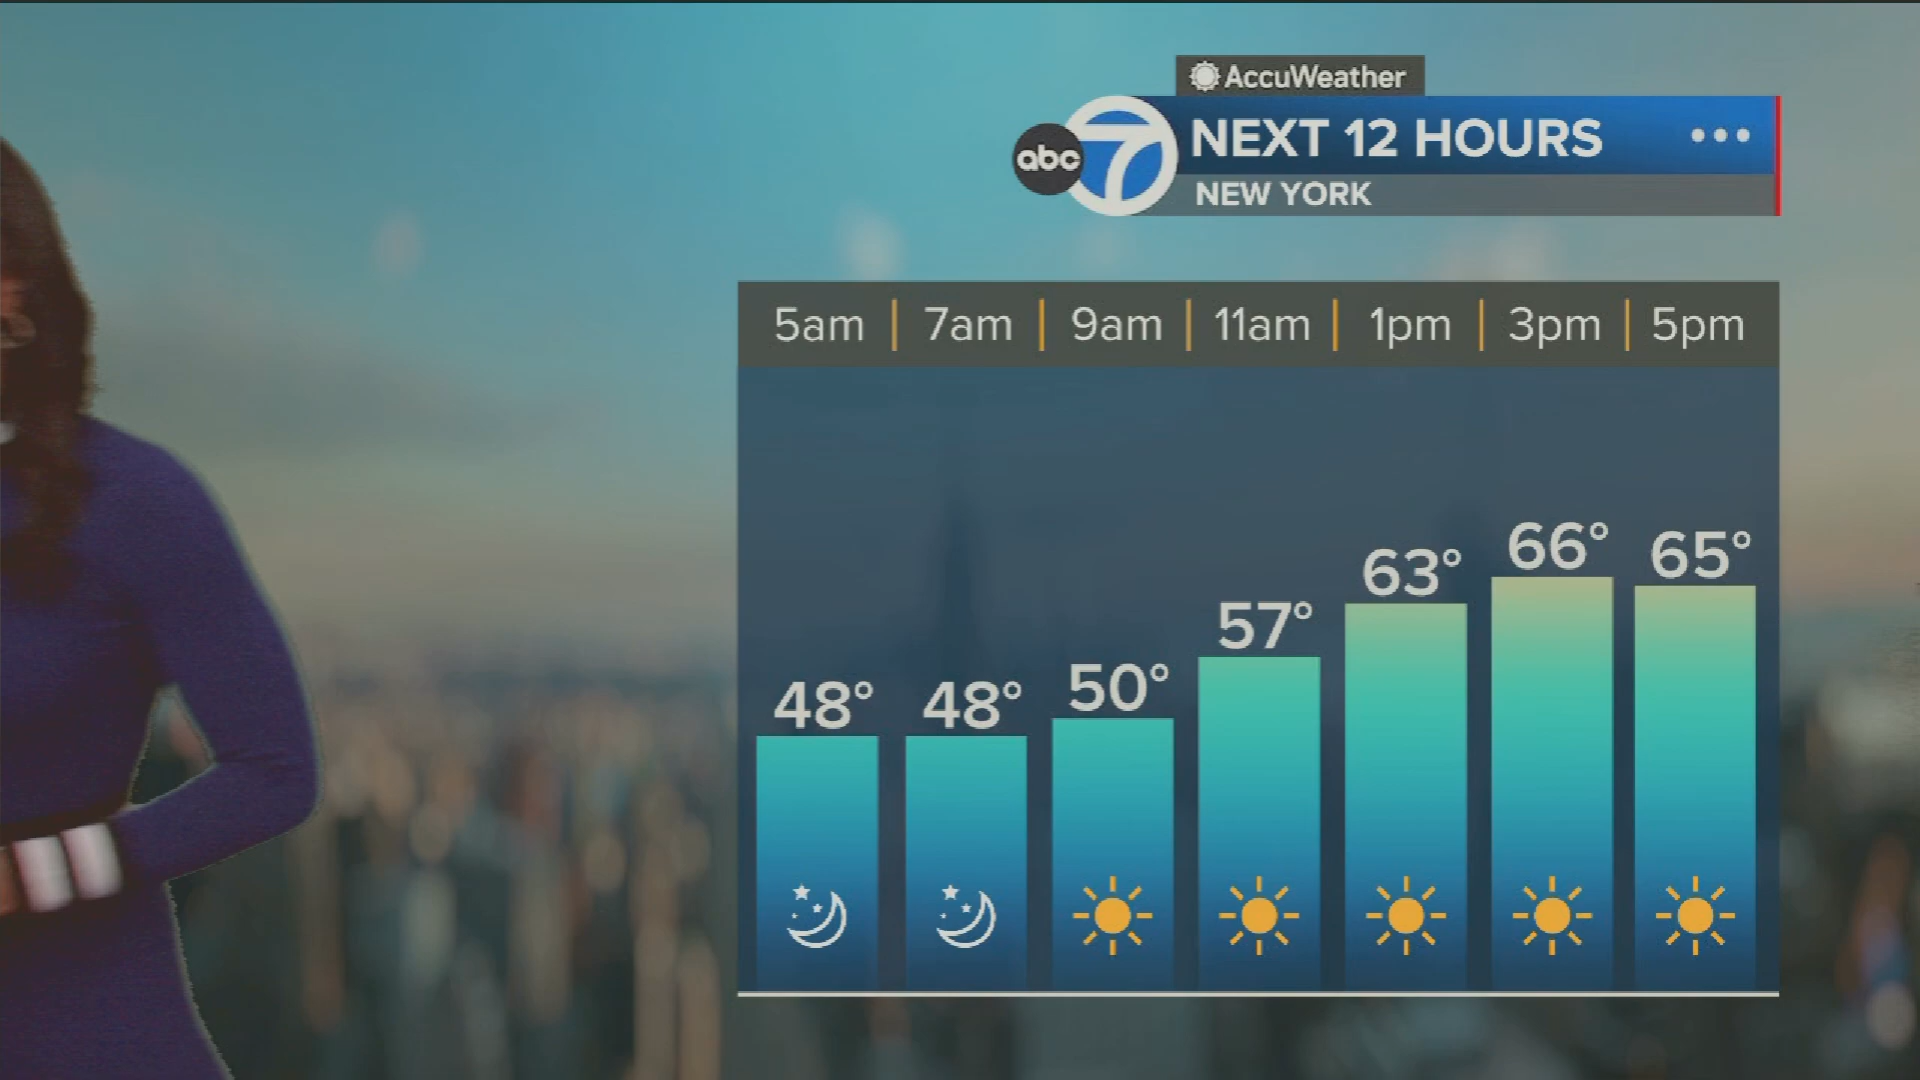 AccuWeather
abc 7 NEXT 12 HOURS
NEW YORK
5am 7am 9am 11am 1pm 3pm 5pm
48° 48° 50° 57° 63° 66° 65°